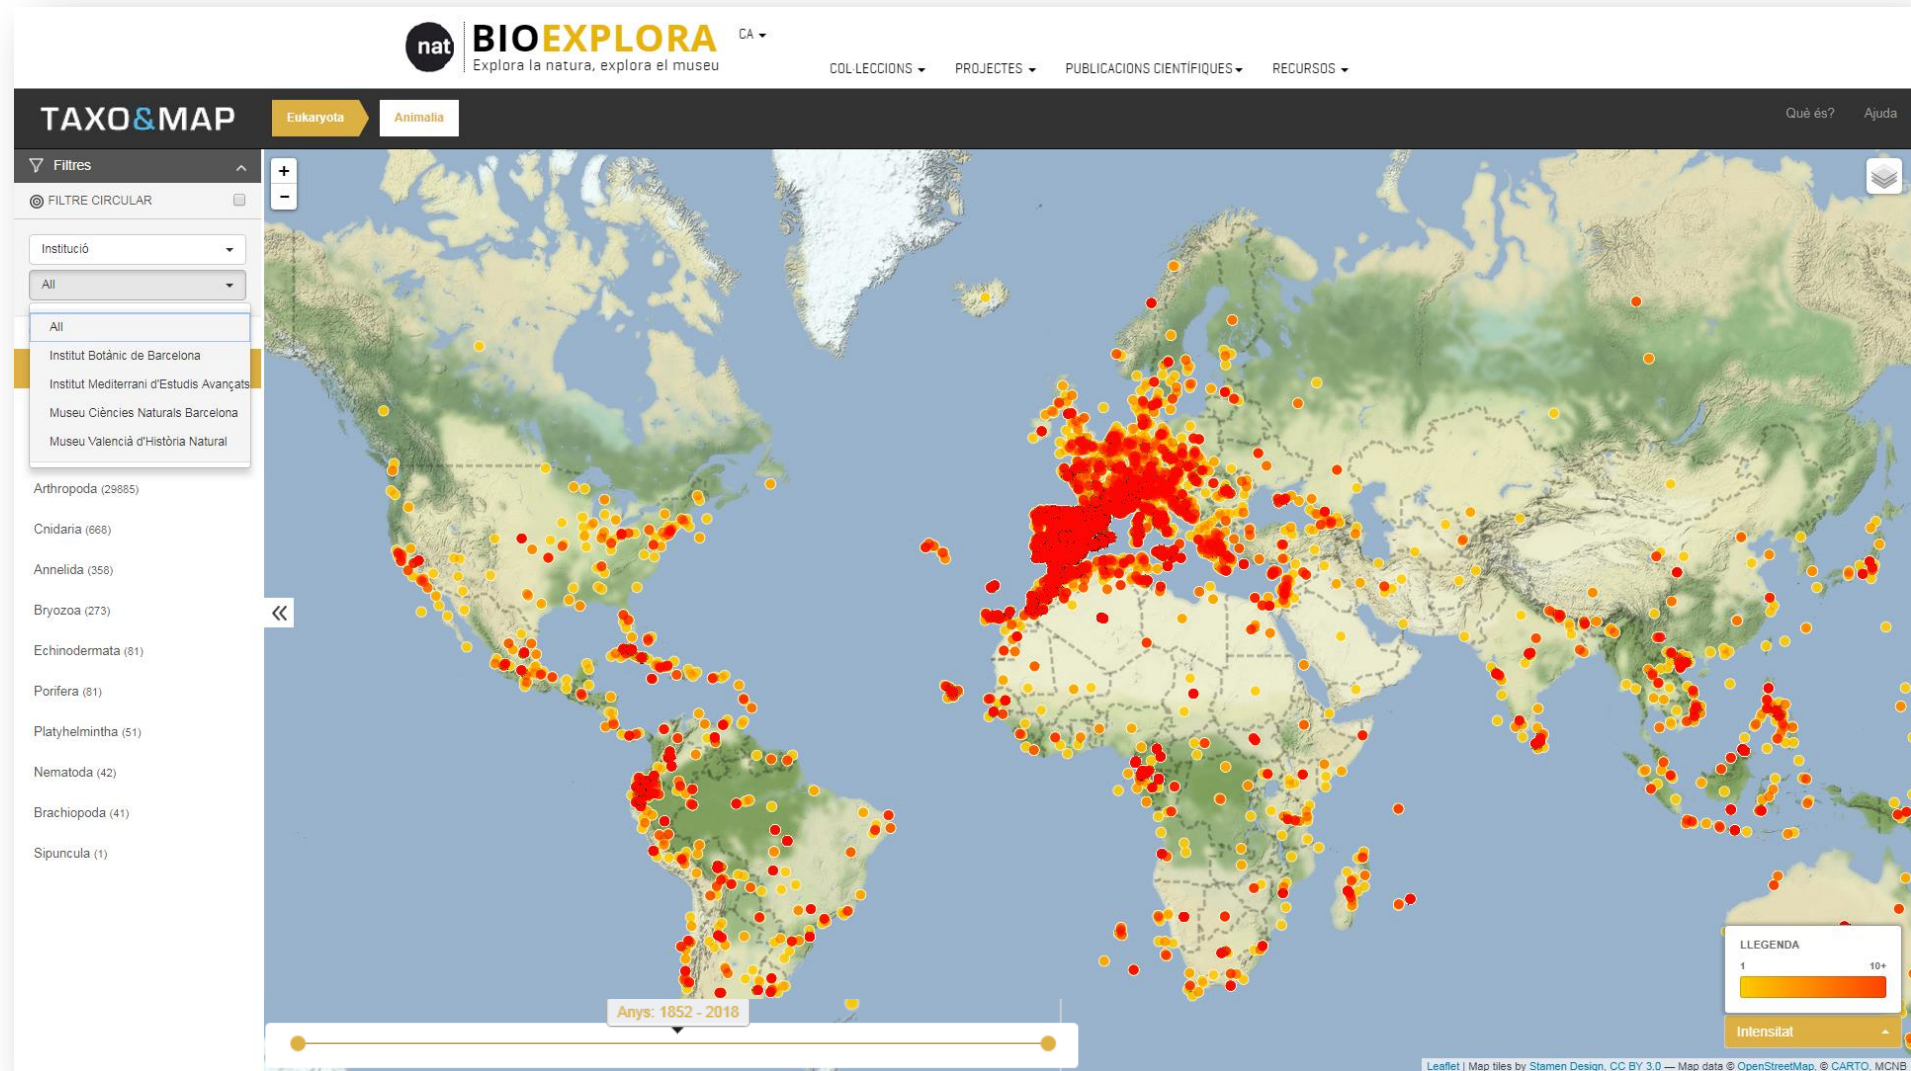 nat
BIOEXPLORA
Explora la natura, explora el museu
CA
COL·LECCIONS
PROJECTES
PUBLICACIONS CIENTÍFIQUES
RECURSOS
TAXO&MAP
Eukaryota
Animalia
Què és?
Ajuda
Filtres
FILTRE CIRCULAR
Institució
All
All
Institut Botànic de Barcelona
Institut Mediterrani d'Estudis Avançats
Museu Ciències Naturals Barcelona
Museu Valencià d'Història Natural
Arthropoda (29885)
Cnidaria (668)
Annelida (358)
Bryozoa (273)
Echinodermata (81)
Porifera (81)
Platyhelmintha (51)
Nematoda (42)
Brachiopoda (41)
Sipuncula (1)
+
-
Anys: 1852 - 2018
LLEGENDA
1 10+
Intensitat
Leaflet | Map tiles by Stamen Design, CC BY 3.0 — Map data © OpenStreetMap, © CARTO, MCNB